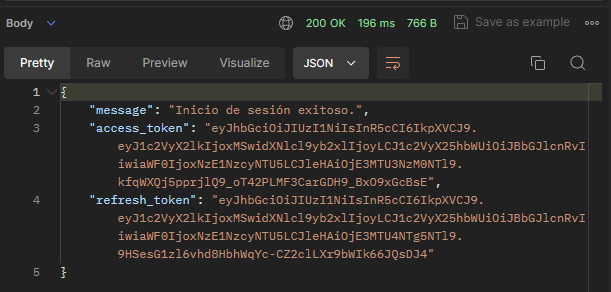 Body 200 OK 196 ms 766 B Save as example
Pretty Raw Preview Visualize JSON
1 {
2 "message": "Inicio de sesión exitoso.",
3 "access_token": "eyJhbGciOiJIUzI1NiIsInR5cCI6IkpXVCJ9.
eyJ1c2VyX2lkIjoxMSwidXNlcl9yb2xlIjoyLCJ1c2VyX25hbWUiOiJBbGJlcnRvI
iwiaWF0IjoxNzE1NzcyNTU5LCJleHAiOjE3MTU3NzM0NTl9.
kfqWXQj5pprjlQ9_oT42PLMF3CarGDH9_BxO9xGcBsE",
4 "refresh_token": "eyJhbGciOiJIUzI1NiIsInR5cCI6IkpXVCJ9.
eyJ1c2VyX2lkIjoxMSwidXNlcl9yb2xlIjoyLCJ1c2VyX25hbWUiOiJBbGJlcnRvI
iwiaWF0IjoxNzE1NzcyNTU5LCJleHAiOjE3MTU4NTg5NTl9.
9HSesG1zl6vhd8HbhWqYc-CZ2clLXr9bWIk66JQsDJ4"
5 }